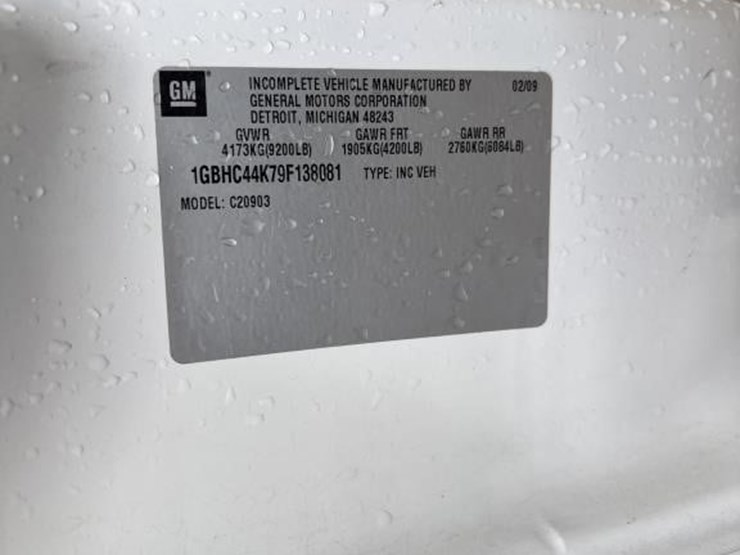 GM
INCOMPLETE VEHICLE MANUFACTURED BY 02/09
GENERAL MOTORS CORPORATION
DETROIT, MICHIGAN 48243
GVWR GAWR FRT GAWR RR
4173KG(9200LB) 1905KG(4200LB) 2760KG(6084LB)
1GBHC44K79F138081 TYPE: INC VEH
MODEL: C20903